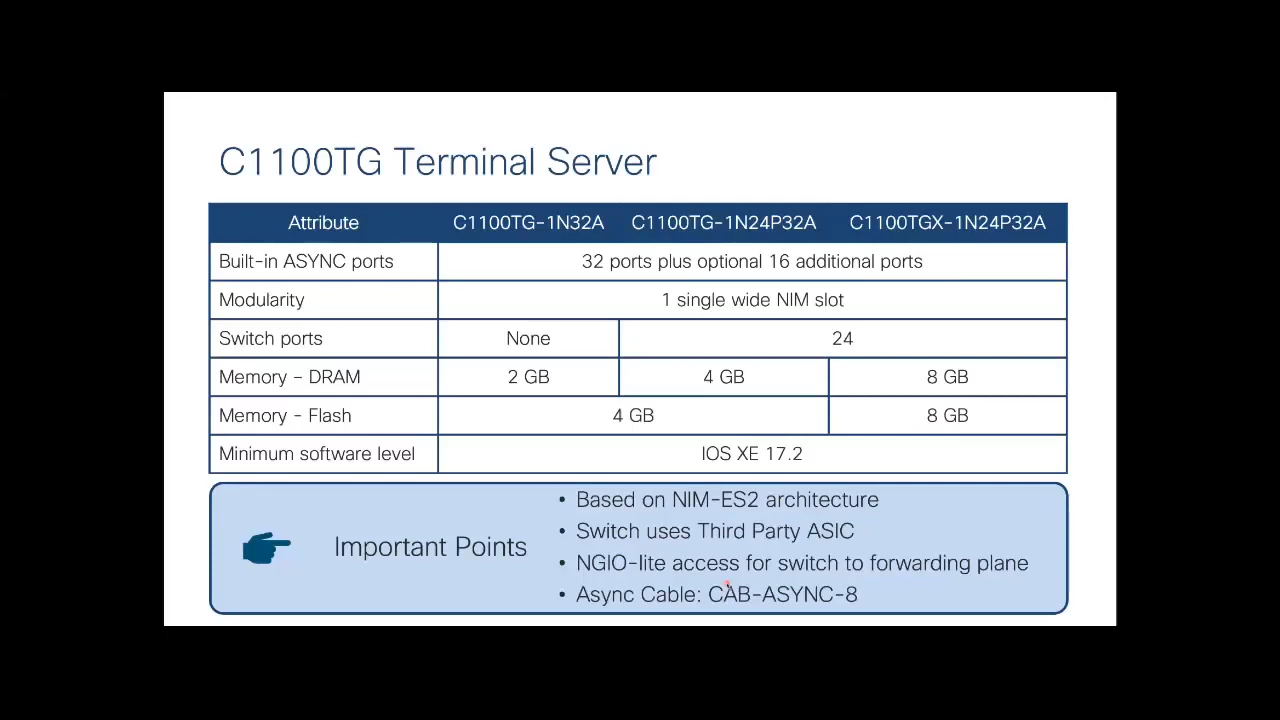 C1100TG Terminal Server
Attribute C1100TG-1N32A C1100TG-1N24P32A C1100TGX-1N24P32A
Built-in ASYNC ports 32 ports plus optional 16 additional ports
Modularity 1 single wide NIM slot
Switch ports None 24
Memory – DRAM 2 GB 4 GB 8 GB
Memory - Flash 4 GB 8 GB
Minimum software level IOS XE 17.2
Important Points
• Based on NIM-ES2 architecture
• Switch uses Third Party ASIC
• NGIO-lite access for switch to forwarding plane
• Async Cable: CAB-ASYNC-8